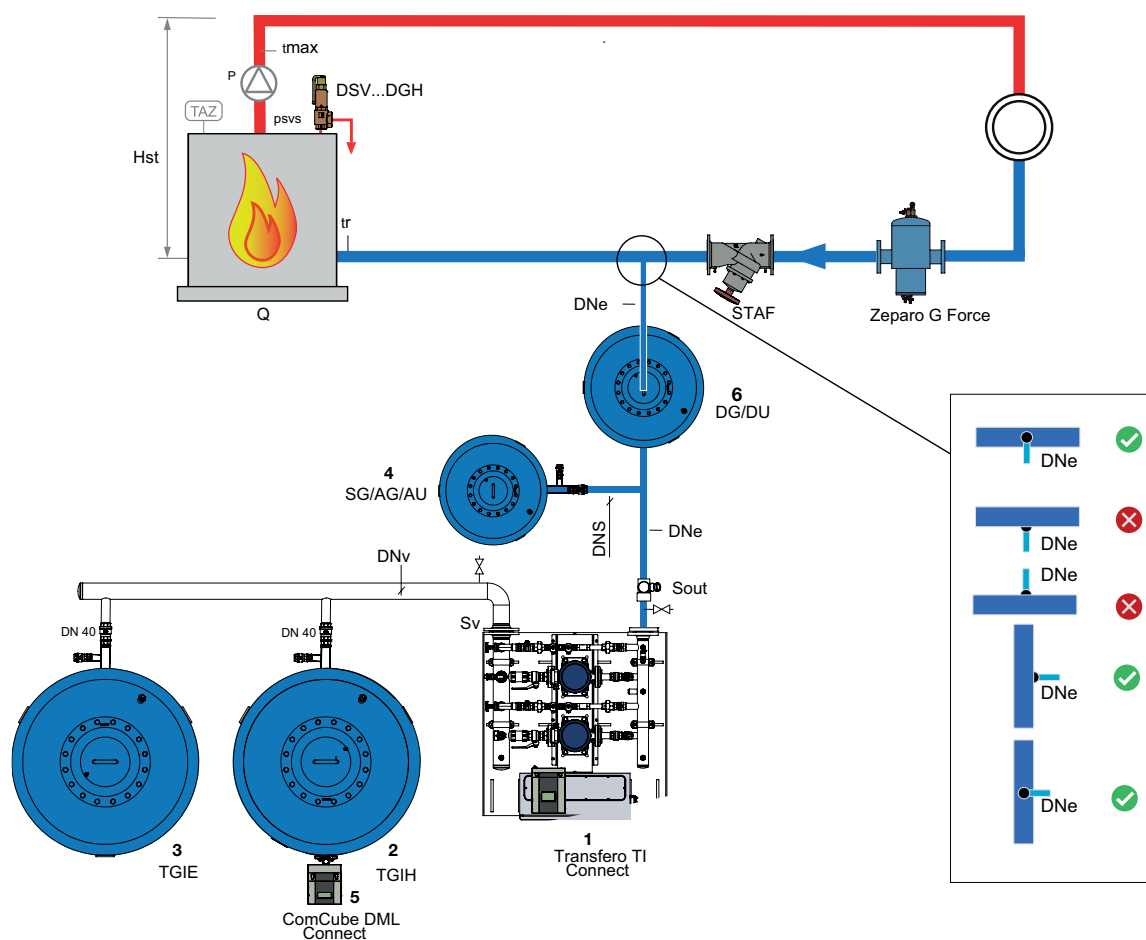 tmax
P
DSV...DGH
TAZ
psvs
Hst
tr
Q
DNe
STAF
Zeparo G Force
6
DG/DU
4
SG/AG/AU
DNS
DNe
DNv
Sout
Sv
DN 40
DN 40
3
TGIE
2
TGIH
5
ComCube DML
Connect
1
Transfero TI
Connect
DNe
DNe
DNe
DNe
DNe